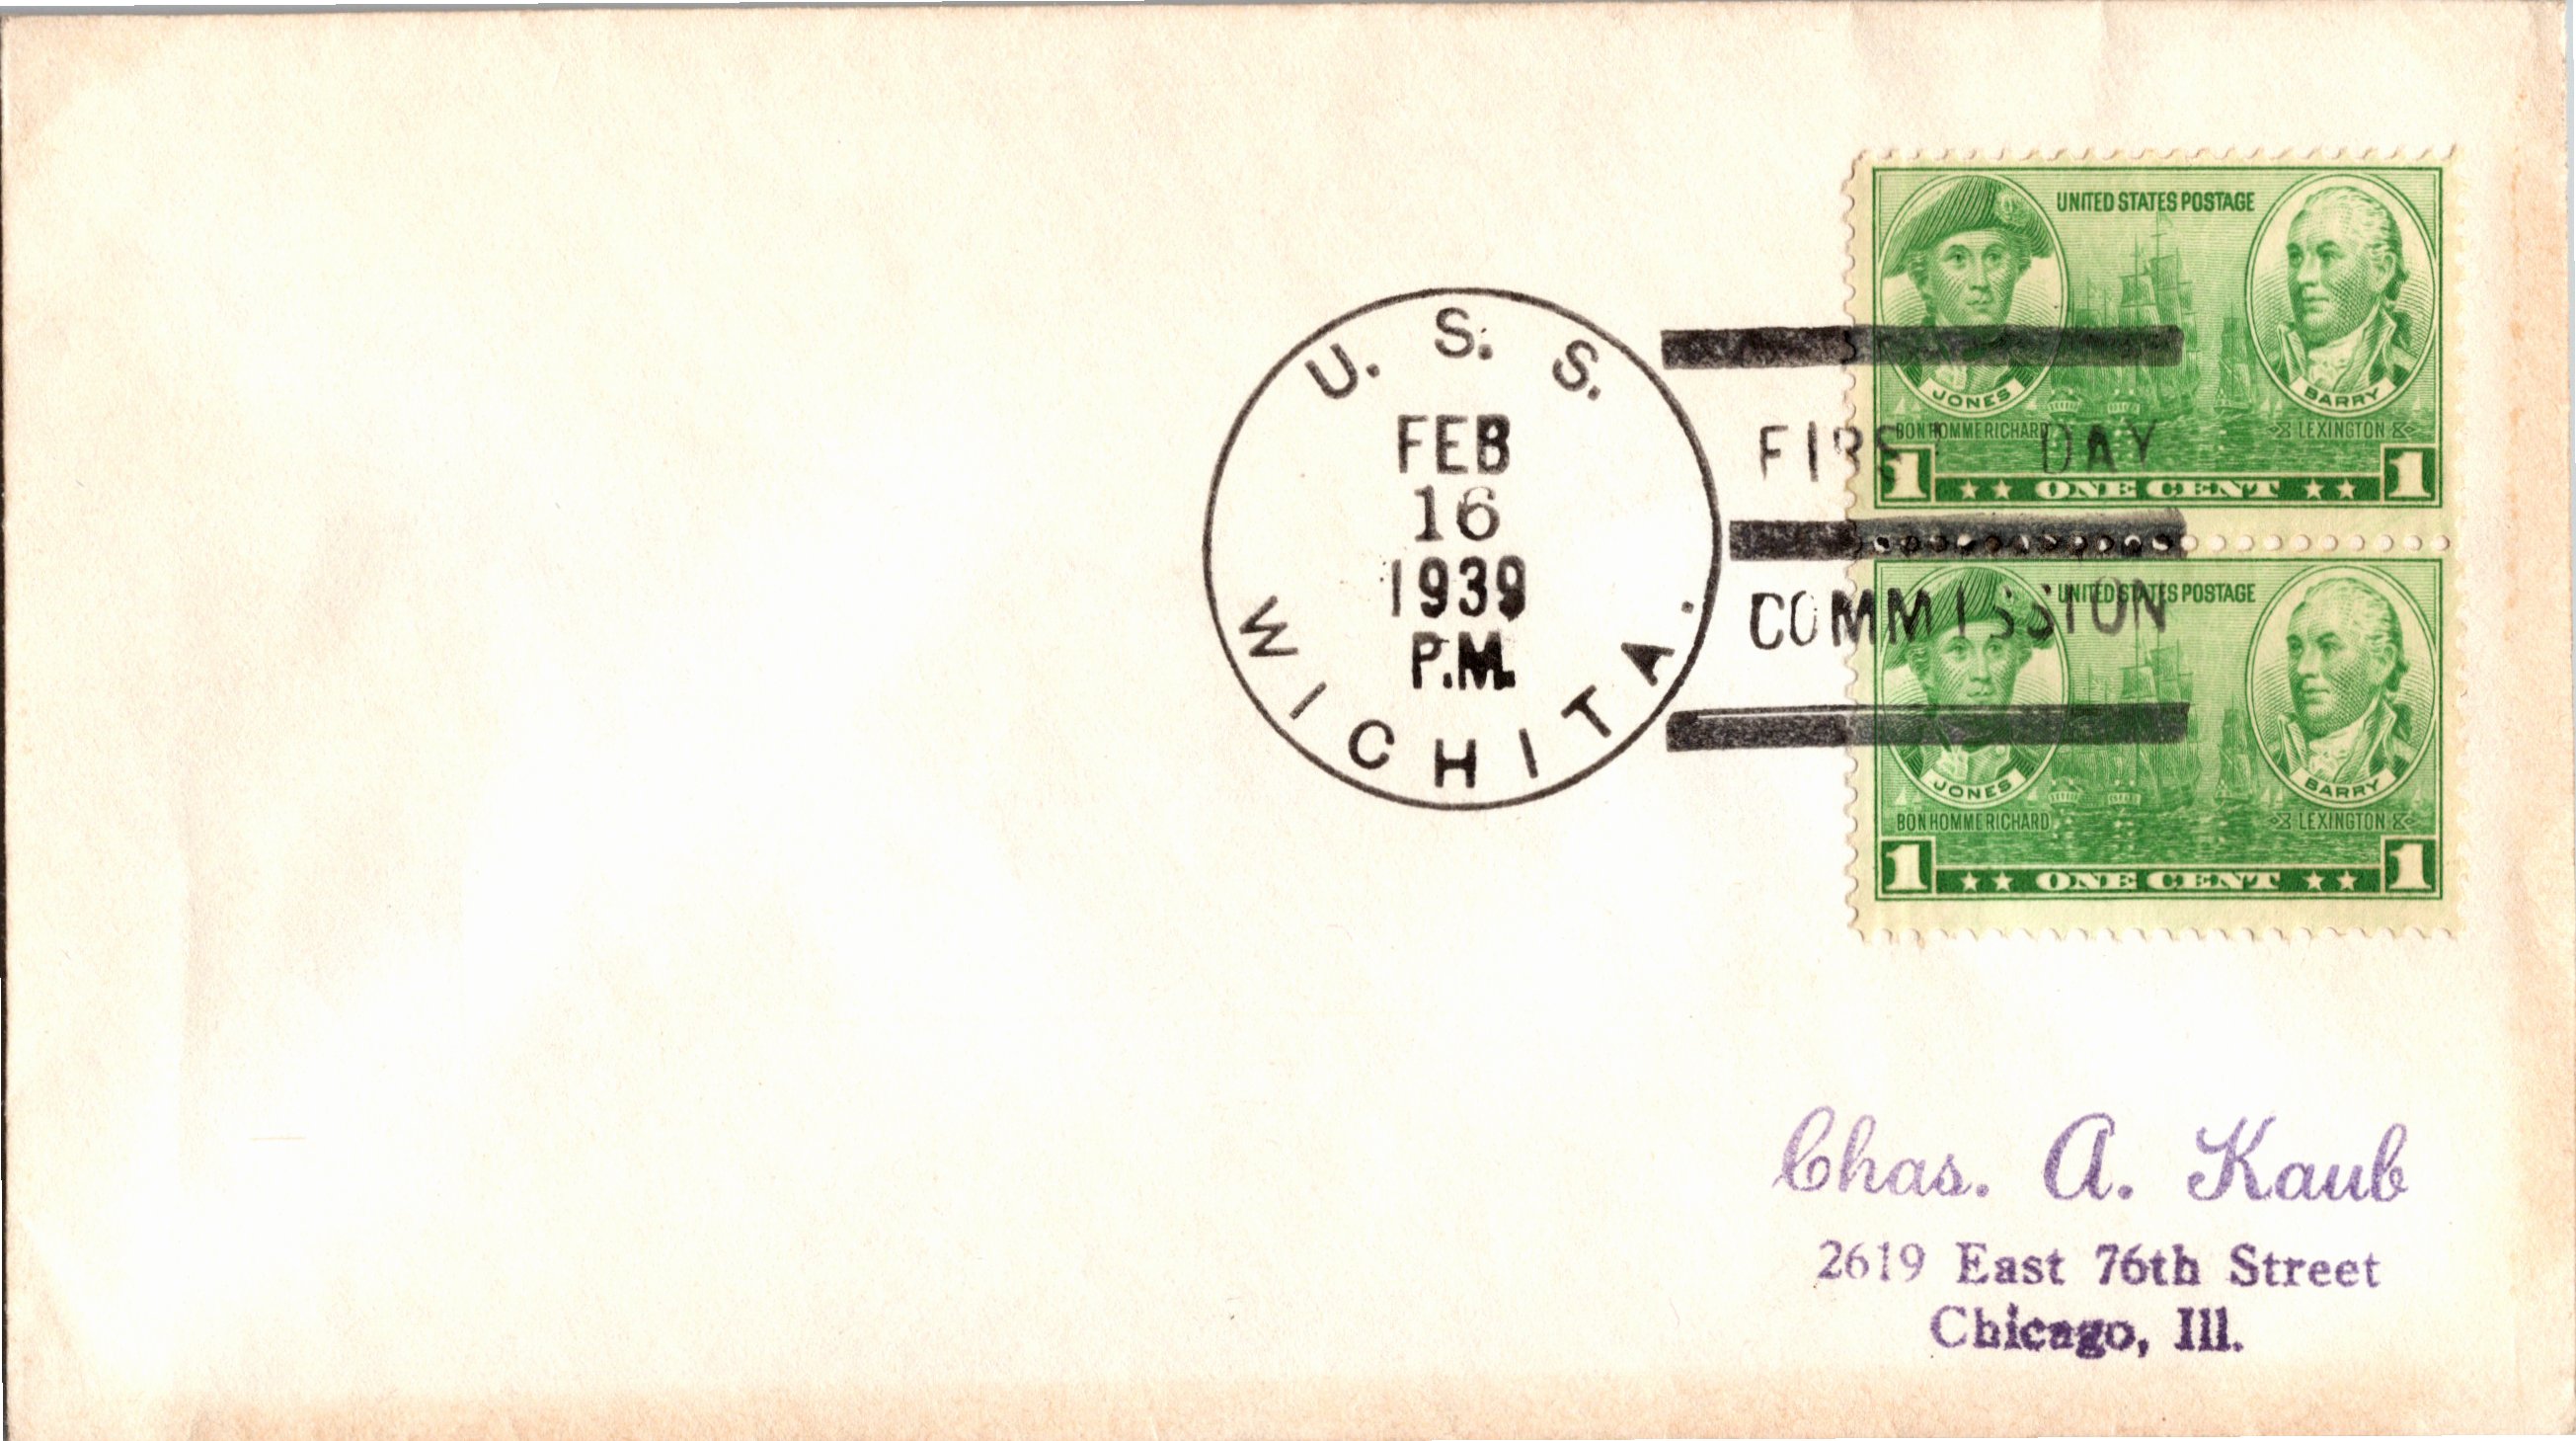 U. S. S.
WICHITA.
FEB
16
1939
P.M.
FIRST DAY
COMMISSION
UNITED STATES POSTAGE
JONES
BARRY
BON HOMME RICHARD
LEXINGTON
1 ONE CENT 1
UNITED STATES POSTAGE
JONES
BARRY
BON HOMME RICHARD
LEXINGTON
1 ONE CENT 1
Chas. A. Kaub
2619 East 76th Street
Chicago, Ill.